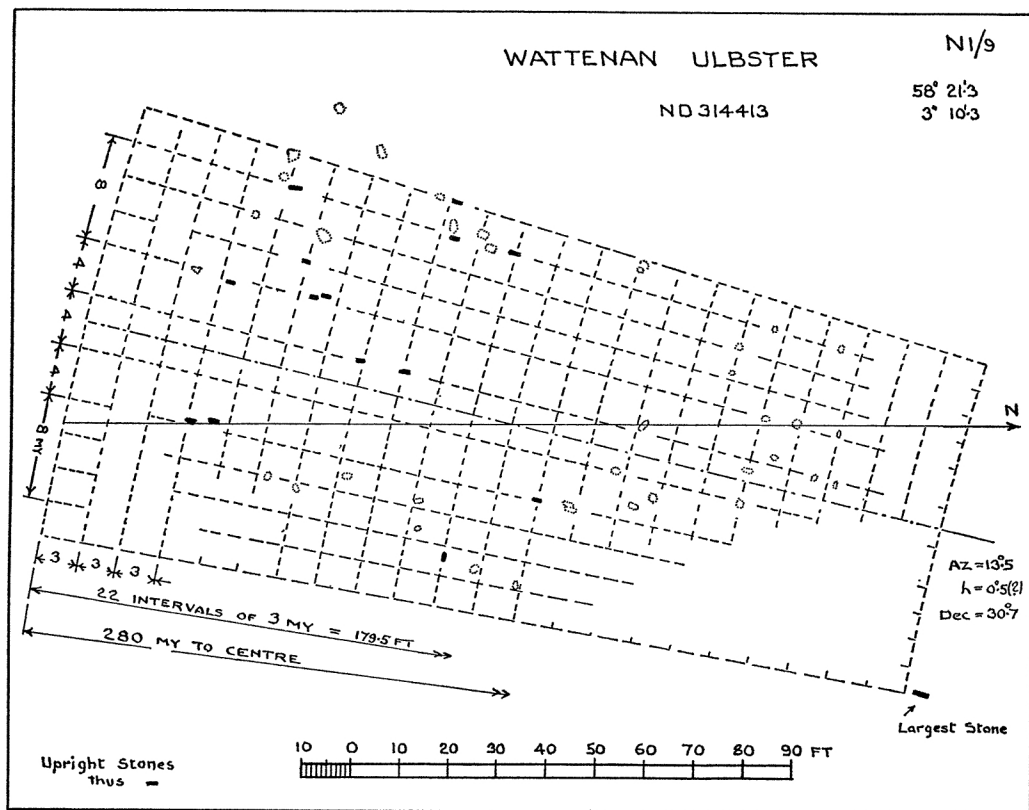 WATTENAN ULBSTER
N1/9
58° 21'.3
3° 10'.3
ND 314413
8
4
4
4
8 MY
4
N
3 3 3
22 INTERVALS OF 3 MY = 179.5 FT
280 MY TO CENTRE
Az = 13°.5
h = 0°.5(?)
Dec = 30°.7
Largest Stone
Upright Stones
thus
10 0 10 20 30 40 50 60 70 80 90 FT